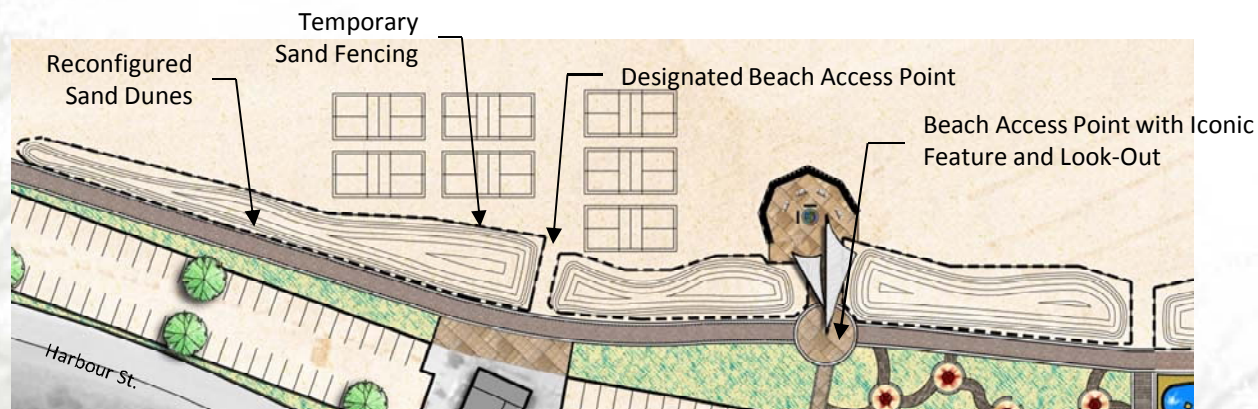 Temporary
Sand Fencing
Reconfigured
Sand Dunes
Designated Beach Access Point
Beach Access Point with Iconic
Feature and Look-Out
Harbour St.